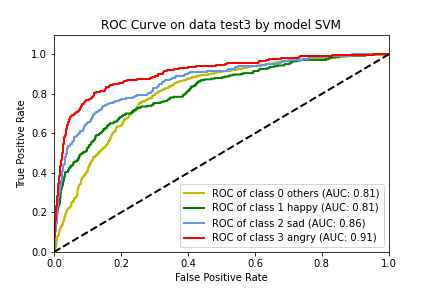 ROC Curve on data test3 by model SVM
True Positive Rate
1.0
0.8
0.6
0.4
0.2
0.0
ROC of class 0 others (AUC: 0.81)
ROC of class 1 happy (AUC: 0.81)
ROC of class 2 sad (AUC: 0.86)
ROC of class 3 angry (AUC: 0.91)
0.0 0.2 0.4 0.6 0.8 1.0
False Positive Rate